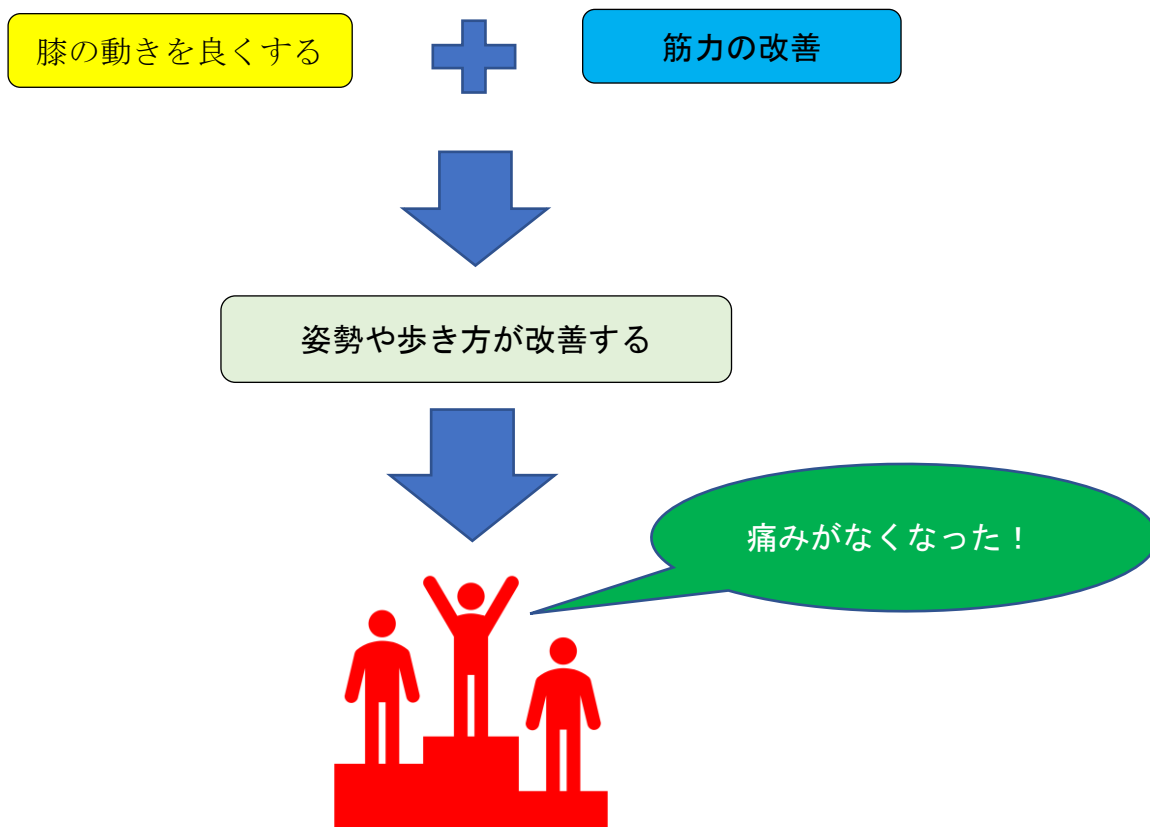 膝の動きを良くする
筋力の改善
姿勢や歩き方が改善する
痛みがなくなった！